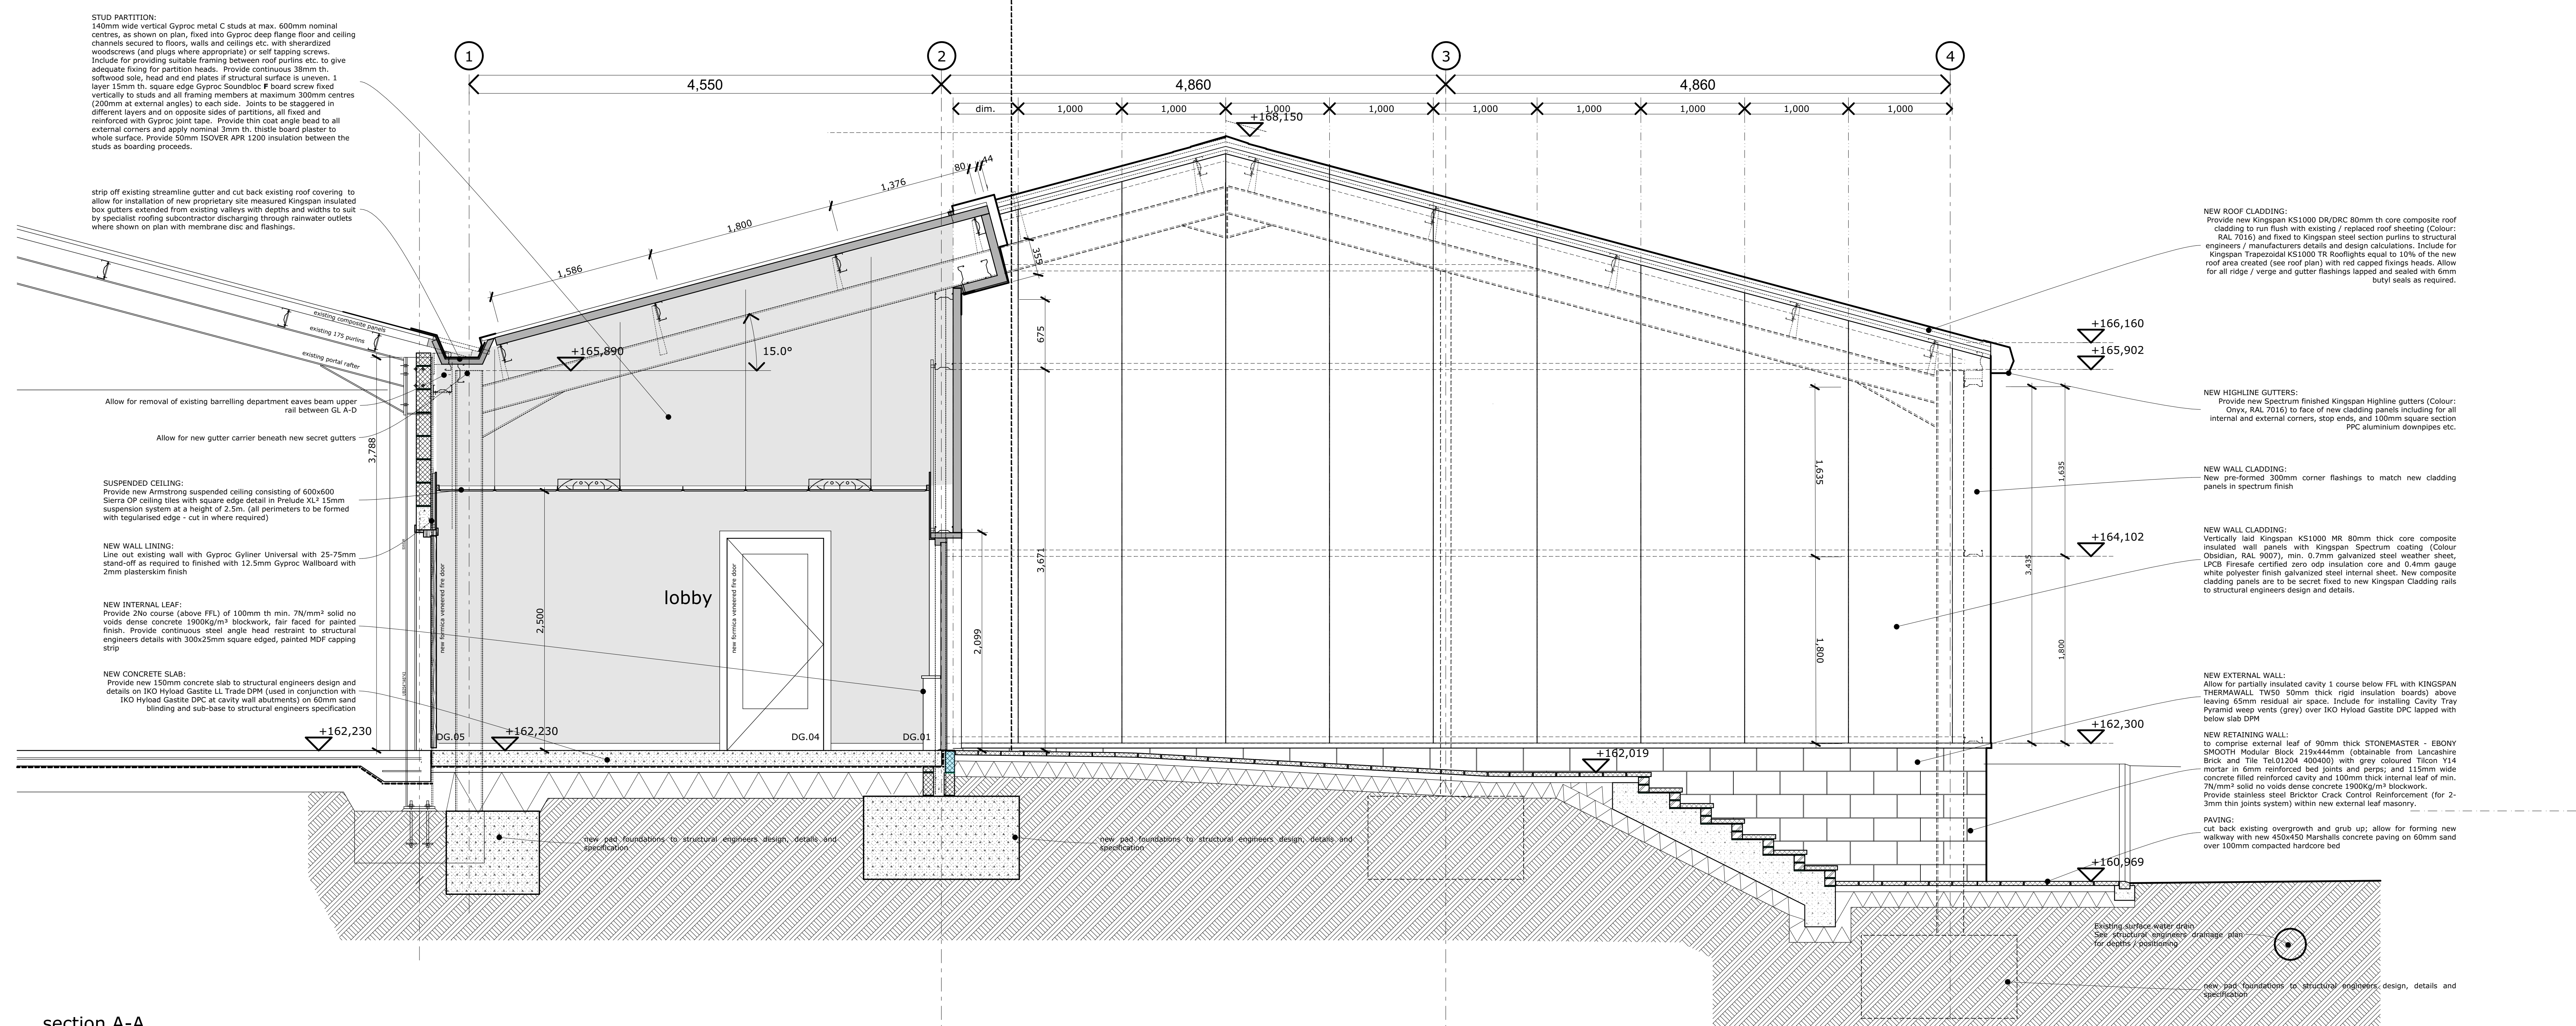 STUD PARTITION:
140mm wide vertical Gyproc metal C studs at max. 600mm nominal
centres, as shown on plan, fixed into Gyproc deep flange floor and ceiling
channels secured to floors, walls and ceilings etc. with sherardized
woodscrews (and plugs where appropriate) or self tapping screws.
Include for providing suitable framing between roof purlins etc. to give
adequate fixing for partition heads. Provide continuous 38mm th.
softwood sole, head and end plates if structural surface is uneven. 1
layer 15mm th. square edge Gyproc Soundbloc F board screw fixed
vertically to studs and all framing members at maximum 300mm centres
(200mm at external angles) to each side. Joints to be staggered in
different layers and on opposite sides of partitions, all fixed and
reinforced with Gyproc joint tape. Provide thin coat angle bead to all
external corners and apply nominal 3mm th. thistle board plaster to
whole surface. Provide 50mm ISOVER APR 1200 insulation between the
studs as boarding proceeds.
strip off existing streamline gutter and cut back existing roof covering to
allow for installation of new proprietary site measured Kingspan insulated
box gutters extended from existing valleys with depths and widths to suit
by specialist roofing subcontractor discharging through rainwater outlets
where shown on plan with membrane disc and flashings.
Allow for removal of existing barrelling department eaves beam upper
rail between GL A-D
Allow for new gutter carrier beneath new secret gutters
SUSPENDED CEILING:
Provide new Armstrong suspended ceiling consisting of 600x600
Sierra OP ceiling tiles with square edge detail in Prelude XL² 15mm
suspension system at a height of 2.5m. (all perimeters to be formed
with tegularised edge - cut in where required)
NEW WALL LINING:
Line out existing wall with Gyproc Gyliner Universal with 25-75mm
stand-off as required to finished with 12.5mm Gyproc Wallboard with
2mm plasterskim finish
NEW INTERNAL LEAF:
Provide 2No course (above FFL) of 100mm th min. 7N/mm² solid no
voids dense concrete 1900Kg/m³ blockwork, fair faced for painted
finish. Provide continuous steel angle head restraint to structural
engineers details with 300x25mm square edged, painted MDF capping
strip
NEW CONCRETE SLAB:
Provide new 150mm concrete slab to structural engineers design and
details on IKO Hyload Gastite LL Trade DPM (used in conjunction with
IKO Hyload Gastite DPC at cavity wall abutments) on 60mm sand
blinding and sub-base to structural engineers specification
1
2
3
4
4,550
4,860
4,860
dim.
1,000
1,000
1,000
1,000
1,000
1,000
1,000
1,000
1,000
+168,150
80
44
1,376
1,800
1,586
355
existing composite panels
existing 175 purlins
existing portal rafter
+165,890
15.0°
675
3,788
3,671
2,500
2,099
new formica veneered fire door
new formica veneered fire door
lobby
DG.05
DG.04
DG.01
+162,230
+162,230
+162,019
1,635
1,800
1,635
3,435
1,800
new pad foundations to structural engineers design, details and
specification
new pad foundations to structural engineers design, details and
specification
+166,160
+165,902
+164,102
+162,300
+160,969
NEW ROOF CLADDING:
Provide new Kingspan KS1000 DR/DRC 80mm th core composite roof
cladding to run flush with existing / replaced roof sheeting (Colour:
RAL 7016) and fixed to Kingspan steel section purlins to structural
engineers / manufacturers details and design calculations. Include for
Kingspan Trapezoidal KS1000 TR Rooflights equal to 10% of the new
roof area created (see roof plan) with red capped fixings heads. Allow
for all ridge / verge and gutter flashings lapped and sealed with 6mm
butyl seals as required.
NEW HIGHLINE GUTTERS:
Provide new Spectrum finished Kingspan Highline gutters (Colour:
Onyx, RAL 7016) to face of new cladding panels including for all
internal and external corners, stop ends, and 100mm square section
PPC aluminium downpipes etc.
NEW WALL CLADDING:
New pre-formed 300mm corner flashings to match new cladding
panels in spectrum finish
NEW WALL CLADDING:
Vertically laid Kingspan KS1000 MR 80mm thick core composite
insulated wall panels with Kingspan Spectrum coating (Colour
Obsidian, RAL 9007), min. 0.7mm galvanized steel weather sheet,
LPCB Firesafe certified zero odp insulation core and 0.4mm gauge
white polyester finish galvanized steel internal sheet. New composite
cladding panels are to be secret fixed to new Kingspan Cladding rails
to structural engineers design and details.
NEW EXTERNAL WALL:
Allow for partially insulated cavity 1 course below FFL with KINGSPAN
THERMAWALL TW50 50mm thick rigid insulation boards) above
leaving 65mm residual air space. Include for installing Cavity Tray
Pyramid weep vents (grey) over IKO Hyload Gastite DPC lapped with
below slab DPM
NEW RETAINING WALL:
to comprise external leaf of 90mm thick STONEMASTER - EBONY
SMOOTH Modular Block 219x444mm (obtainable from Lancashire
Brick and Tile Tel.01204 400400) with grey coloured Tilcon Y14
mortar in 6mm reinforced bed joints and perps; and 115mm wide
concrete filled reinforced cavity and 100mm thick internal leaf of min.
7N/mm² solid no voids dense concrete 1900Kg/m³ blockwork.
Provide stainless steel Bricktor Crack Control Reinforcement (for 2-
3mm thin joints system) within new external leaf masonry.
PAVING:
cut back existing overgrowth and grub up; allow for forming new
walkway with new 450x450 Marshalls concrete paving on 60mm sand
over 100mm compacted hardcore bed
Existing surface water drain
See structural engineers drainage plan
for depths / positioning
new pad foundations to structural engineers design, details and
specification
section A-A